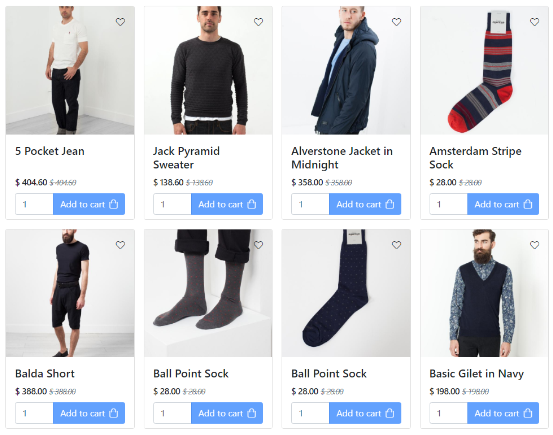 5 Pocket Jean
$ 404.60 $ 404.60
1 Add to cart
Jack Pyramid
Sweater
$ 138.60 $ 138.60
1 Add to cart
Alverstone Jacket in
Midnight
$ 358.00 $ 358.00
1 Add to cart
Amsterdam Stripe
Sock
$ 28.00 $ 28.00
1 Add to cart
Balda Short
$ 388.00 $ 388.00
1 Add to cart
Ball Point Sock
$ 28.00 $ 28.00
1 Add to cart
Ball Point Sock
$ 28.00 $ 28.00
1 Add to cart
Basic Gilet in Navy
$ 198.00 $ 198.00
1 Add to cart